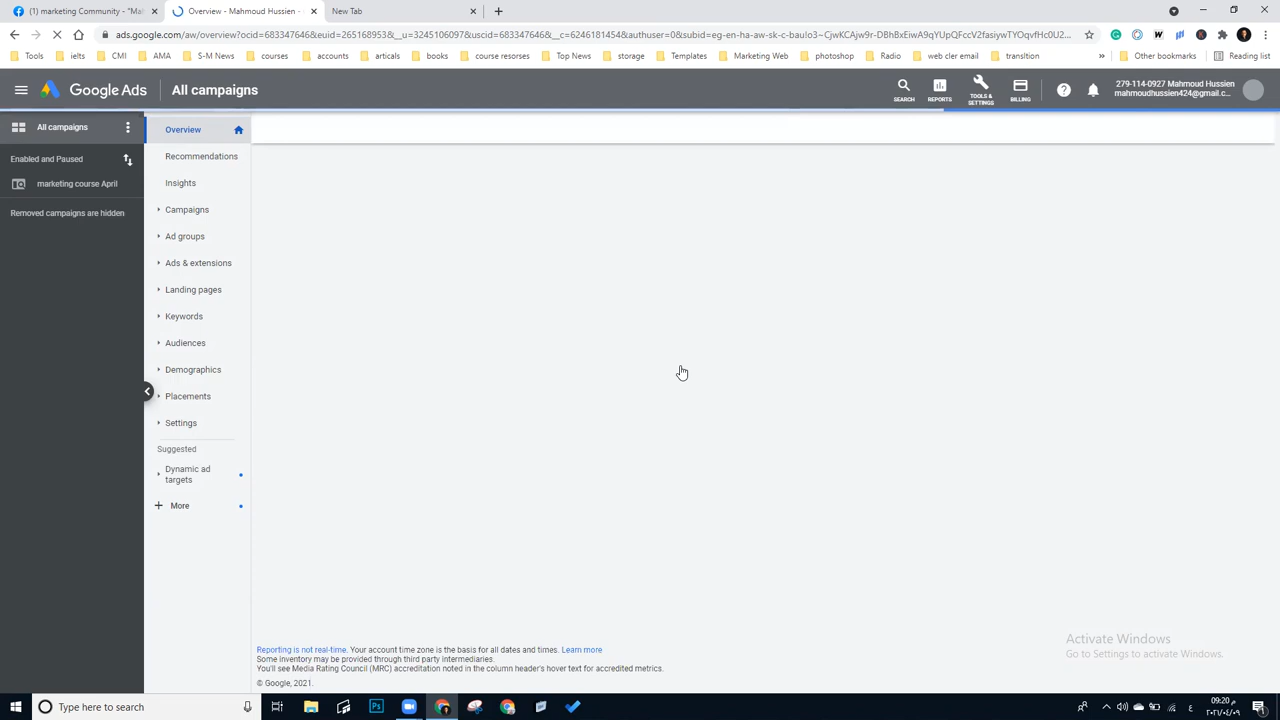 (1) marketing Community - "Mak
Overview - Mahmoud Hussien -
New Tab
ads.google.com/aw/overview?ocid=683347646&euid=265168953&__u=3245106097&uscid=683347646&__c=6246181454&authuser=0&subid=eg-en-ha-aw-sk-c-baulo3~CjwKCAjw9r-DBhBxEiwA9qYUpQFccV2fasiywTYOqvfHc0U2...
Tools
ielts
CMI
AMA
S-M News
courses
accounts
articals
books
course resorses
Top News
storage
Templates
Marketing Web
photoshop
Radio
web cler email
transltion
»
Other bookmarks
Reading list
Google Ads
All campaigns
SEARCH
REPORTS
TOOLS &
SETTINGS
BILLING
279-114-0927 Mahmoud Hussien
mahmoudhussien424@gmail.c...
All campaigns
Enabled and Paused
marketing course April
Removed campaigns are hidden
Overview
Recommendations
Insights
Campaigns
Ad groups
Ads & extensions
Landing pages
Keywords
Audiences
Demographics
Placements
Settings
Suggested
Dynamic ad
targets
More
Reporting is not real-time. Your account time zone is the basis for all dates and times. Learn more
Some inventory may be provided through third party intermediaries.
You'll see Media Rating Council (MRC) accreditation noted in the column header's hover text for accredited metrics.
© Google, 2021.
Activate Windows
Go to Settings to activate Windows.
Type here to search
09:20 م
٢٠٢١/٠٤/٠٩